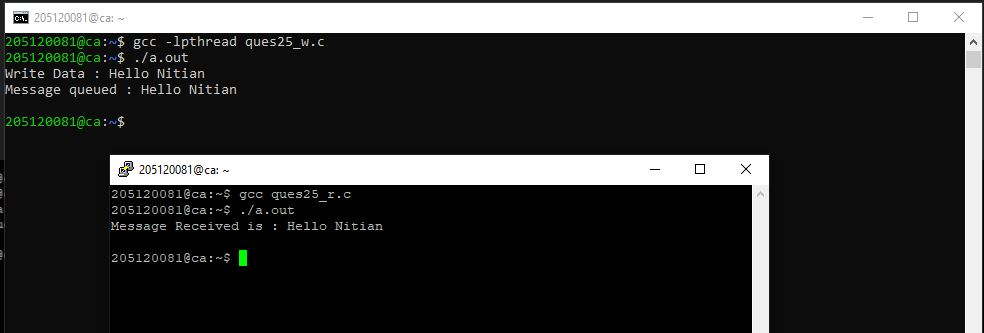 205120081@ca: ~
205120081@ca:~$ gcc -lpthread ques25_w.c
205120081@ca:~$ ./a.out
Write Data : Hello Nitian
Message queued : Hello Nitian
205120081@ca:~$
205120081@ca: ~
205120081@ca:~$ gcc ques25_r.c
205120081@ca:~$ ./a.out
Message Received is : Hello Nitian
205120081@ca:~$